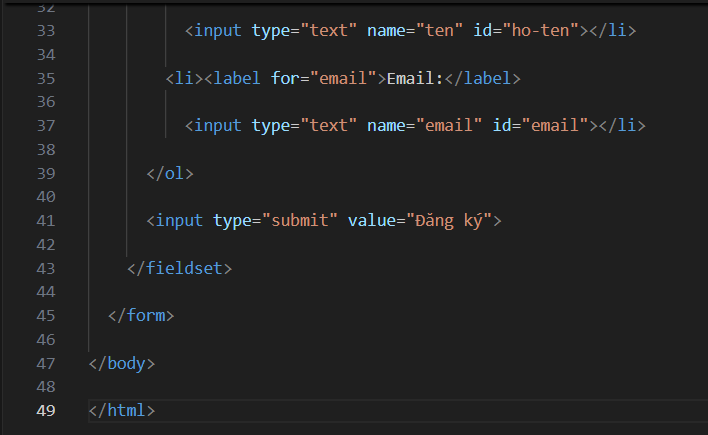 32
33 <input type="text" name="ten" id="ho-ten"></li>
34
35 <li><label for="email">Email:</label>
36
37 <input type="text" name="email" id="email"></li>
38
39 </ol>
40
41 <input type="submit" value="Đăng ký">
42
43 </fieldset>
44
45 </form>
46
47 </body>
48
49 </html>